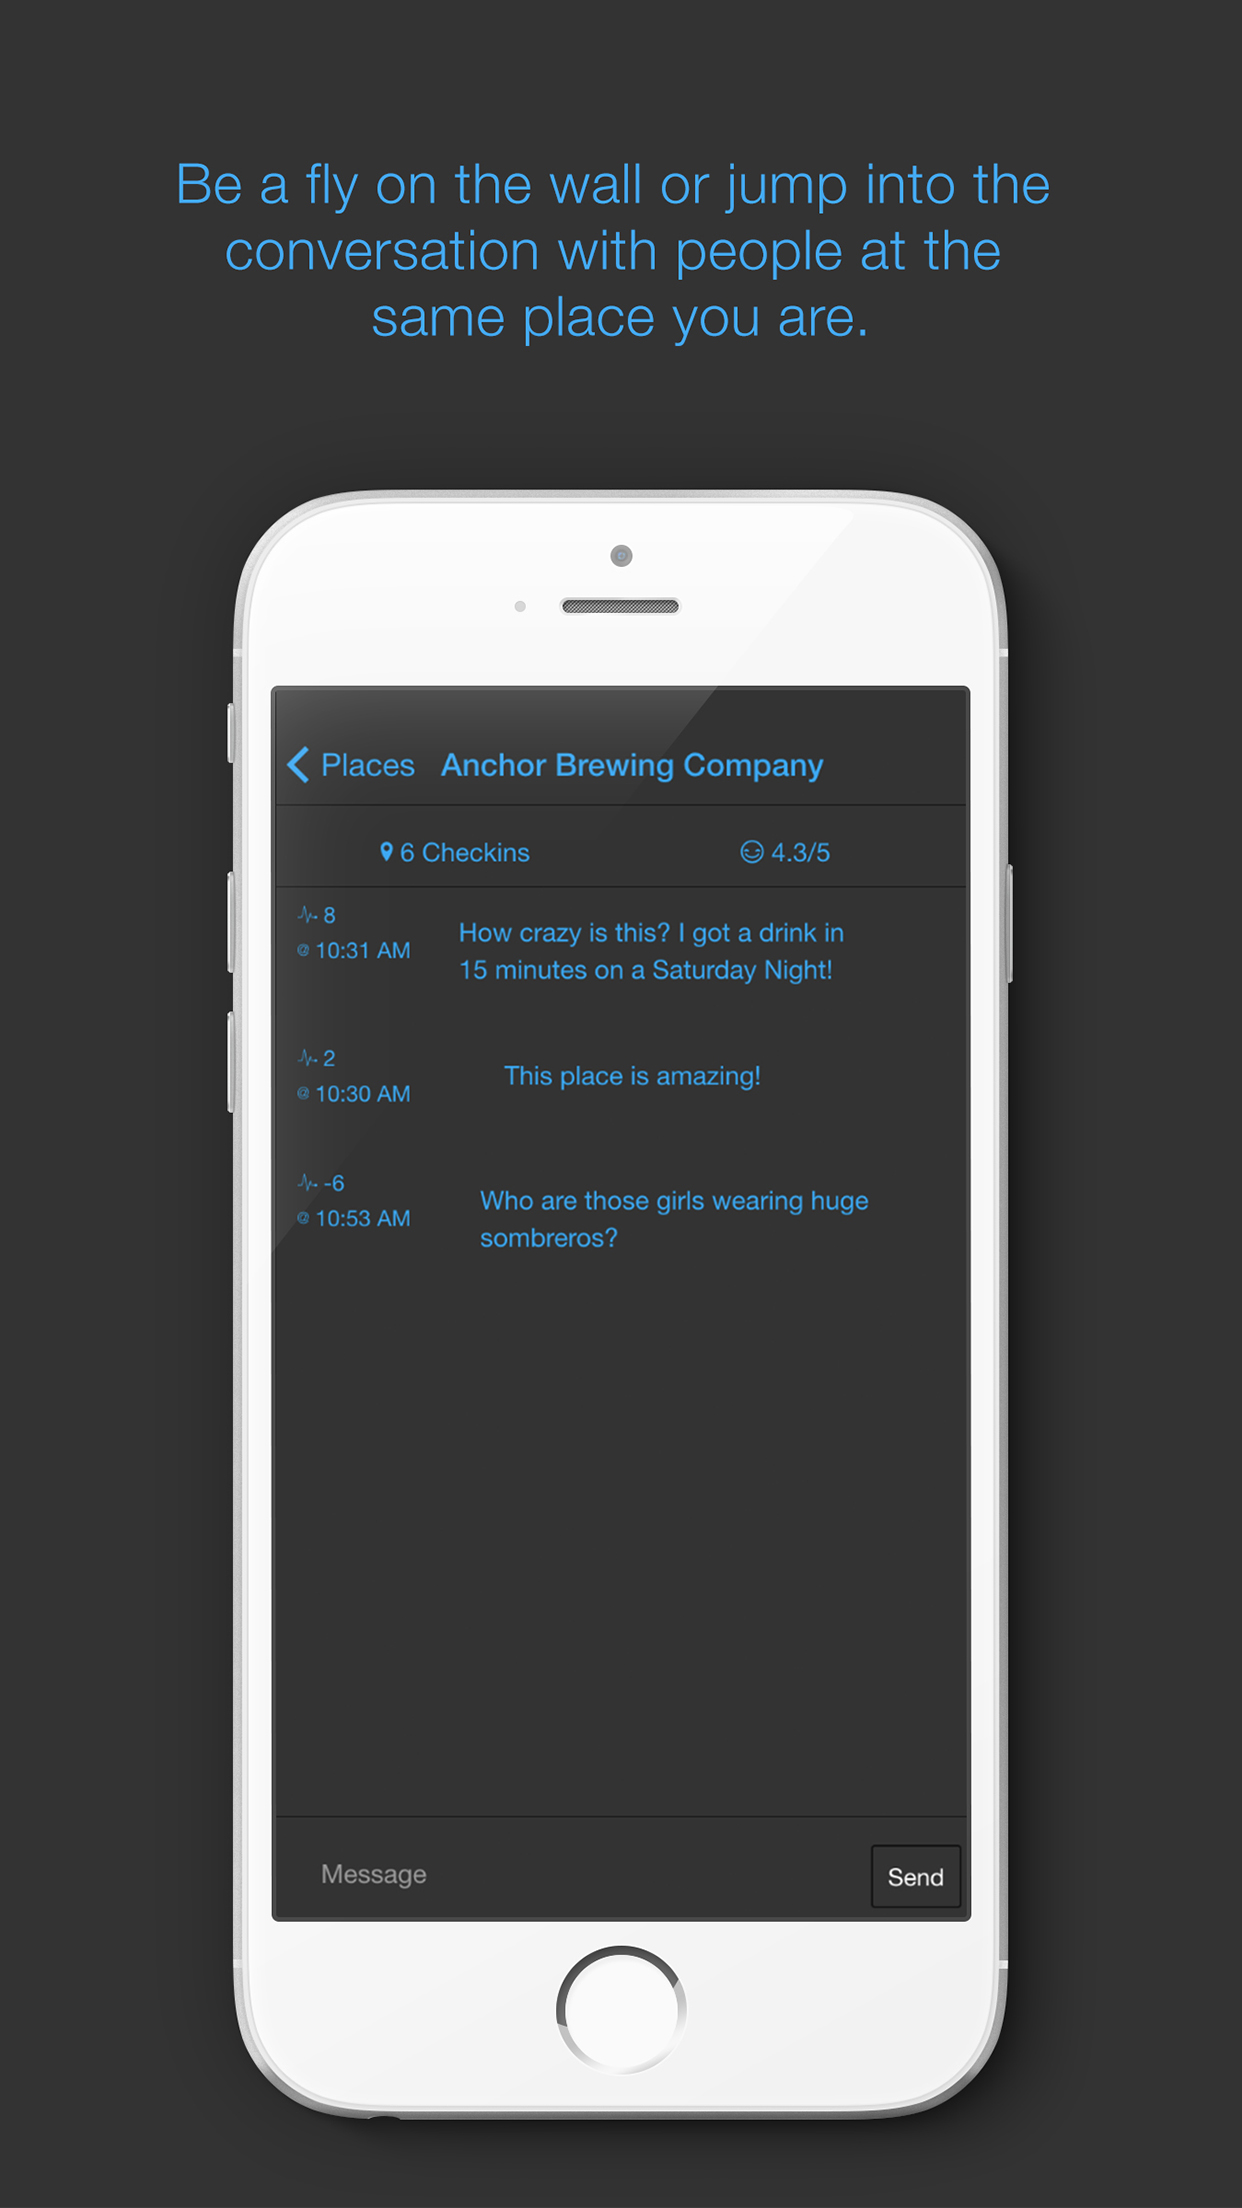 Be a fly on the wall or jump into the
conversation with people at the
same place you are.
Places Anchor Brewing Company
6 Checkins 4.3/5
8
@ 10:31 AM
How crazy is this? I got a drink in
15 minutes on a Saturday Night!
2
@ 10:30 AM
This place is amazing!
-6
@ 10:53 AM
Who are those girls wearing huge
sombreros?
Message Send